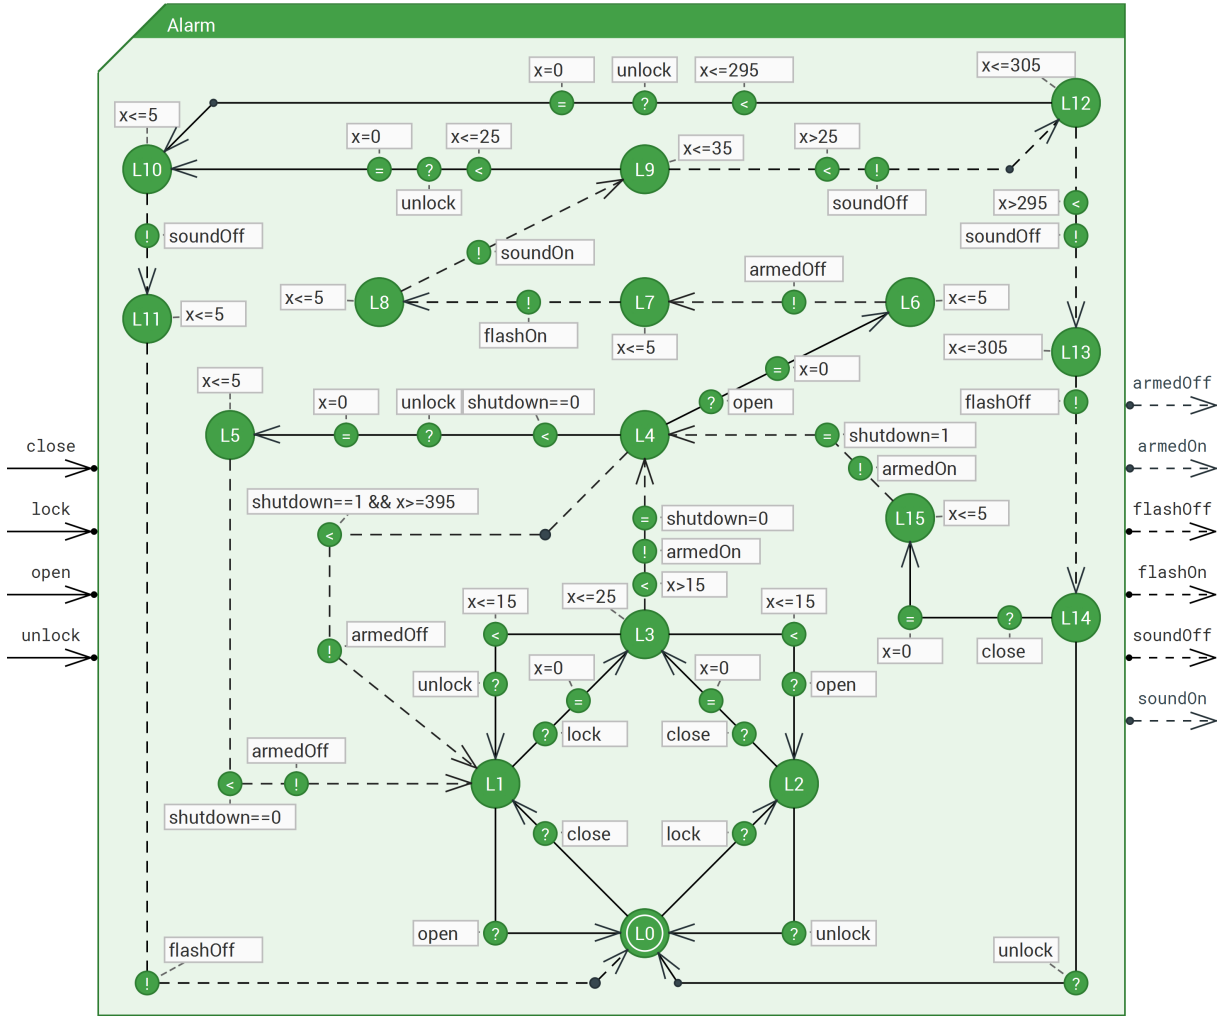 Alarm
x<=305
x=0
unlock
x<=295
= ? <
L12
x<=5
x=0
x<=25
x<=35
x>25
L10
= ? <
L9
< !
unlock
soundOff
x>295
<
! soundOff
soundOff !
! soundOn
armedOff
x<=5
L8
!
L7
!
L6
x<=5
L11
x<=5
flashOn
x<=5
x<=305
L13
= x=0
x<=5
armedOff
x=0
unlock
shutdown==0
? open
flashOff !
L5
= ? <
L4
= shutdown=1
close
armedOn
! armedOn
shutdown==1 && x>=395
lock
flashOff
<
= shutdown=0
L15
x<=5
! armedOn
open
flashOn
< x>15
x<=15
x<=25
x<=15
= ?
L14
unlock
soundOff
! armedOff
<
L3
<
x=0
close
x=0
x=0
unlock ?
= =
? open
soundOn
? lock
close ?
armedOff
< !
L1
L2
shutdown==0
? close
lock ?
open ?
L0
? unlock
flashOff
unlock
!
?